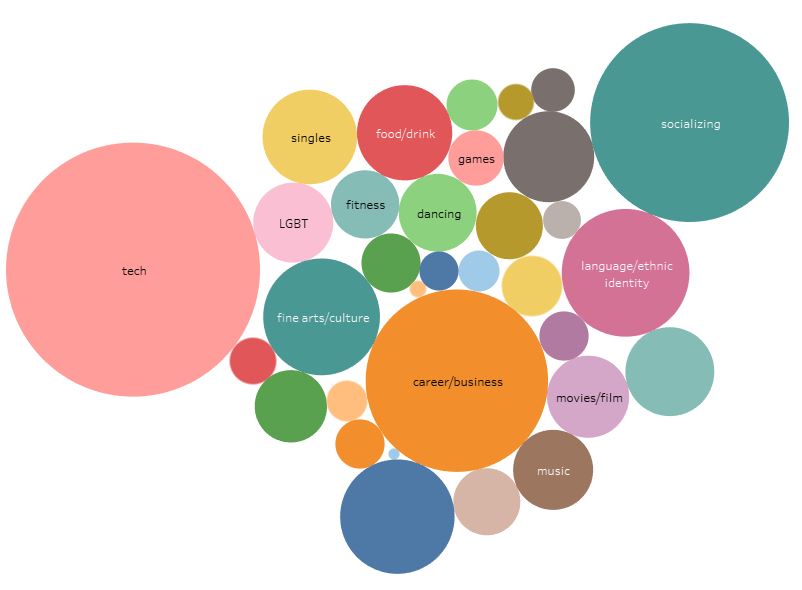 socializing
food/drink
singles
games
fitness
dancing
LGBT
tech
language/ethnic
identity
fine arts/culture
career/business
movies/film
music